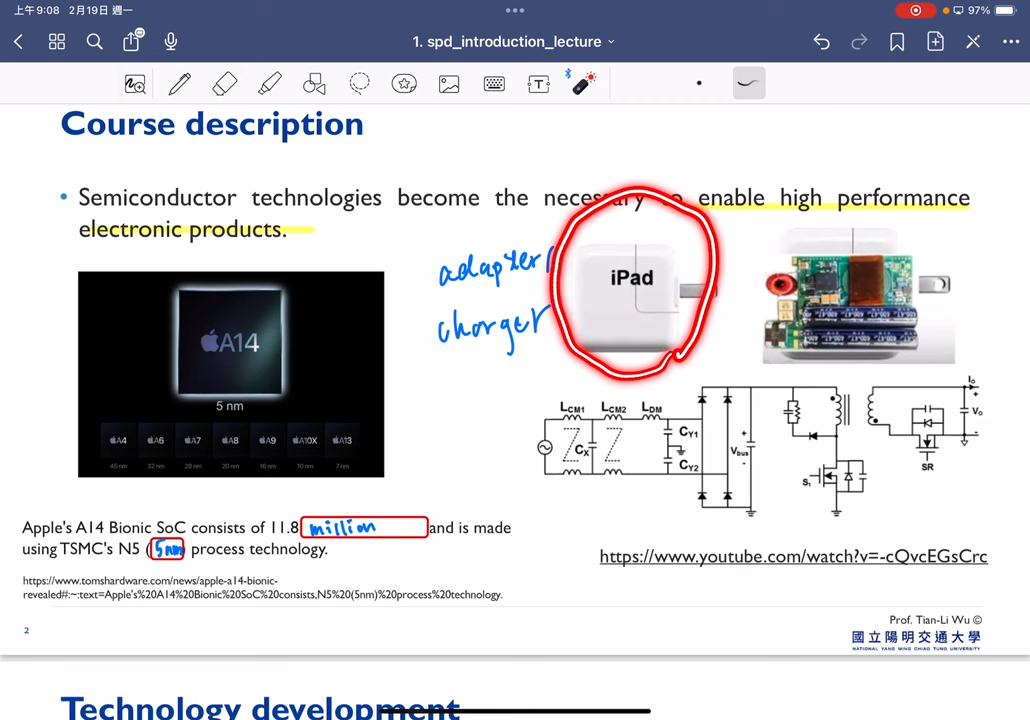 上午9:08 2月19日 週一
97%
1. spd_introduction_lecture
T
Course description
• Semiconductor technologies become the necessary to enable high performance
electronic products.
adapter/
charger
iPad
A14
5 nm
A4 A6 A7 A8 A9 A10X A13
45 nm 32 nm 28 nm 20 nm 16 nm 10 nm 7 nm
LCM1 LCM2 LDM
CX
CY1
CY2
Vbus
+
-
S1
SR
Io
+
Vo
-
Apple's A14 Bionic SoC consists of 11.8 million and is made
using TSMC's N5 (5nm) process technology.
https://www.youtube.com/watch?v=-cQvcEGsCrc
https://www.tomshardware.com/news/apple-a14-bionic-
revealed#:~:text=Apple's%20A14%20Bionic%20SoC%20consists,N5%20(5nm)%20process%20technology.
Prof. Tian-Li Wu ©
2
國立陽明交通大學
NATIONAL YANG MING CHIAO TUNG UNIVERSITY
Technology development